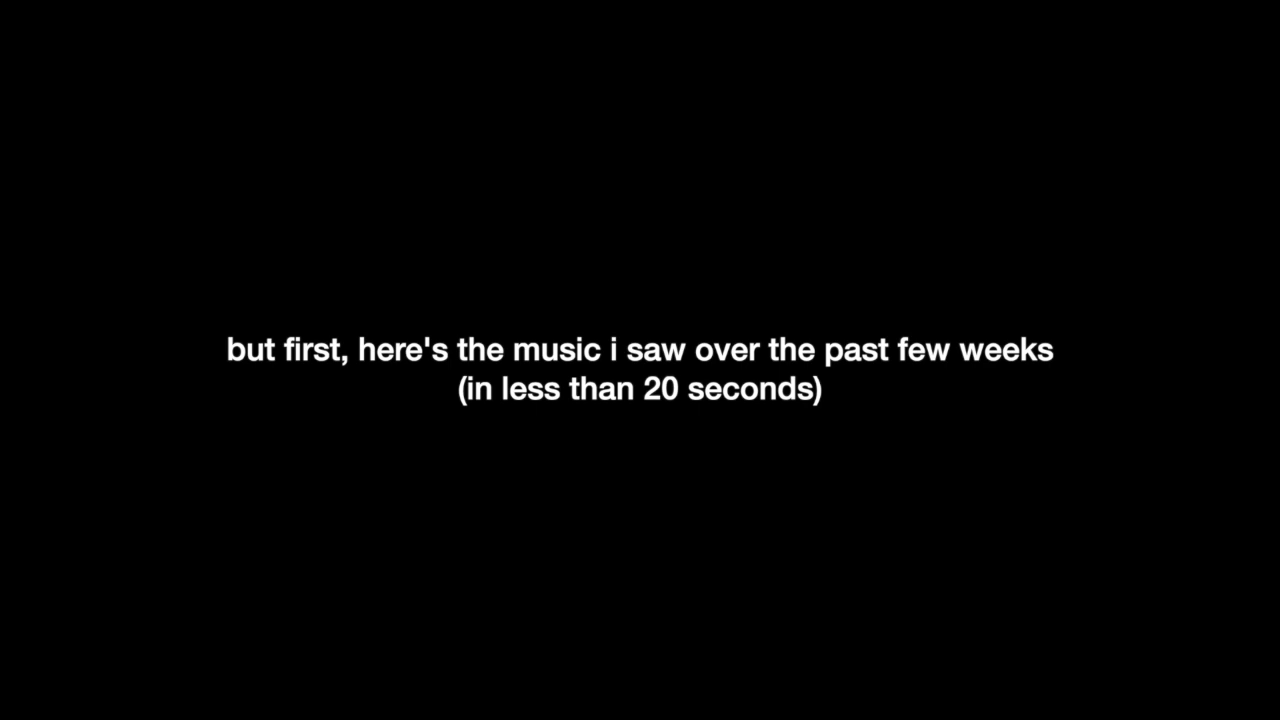 but first, here's the music i saw over the past few weeks
(in less than 20 seconds)